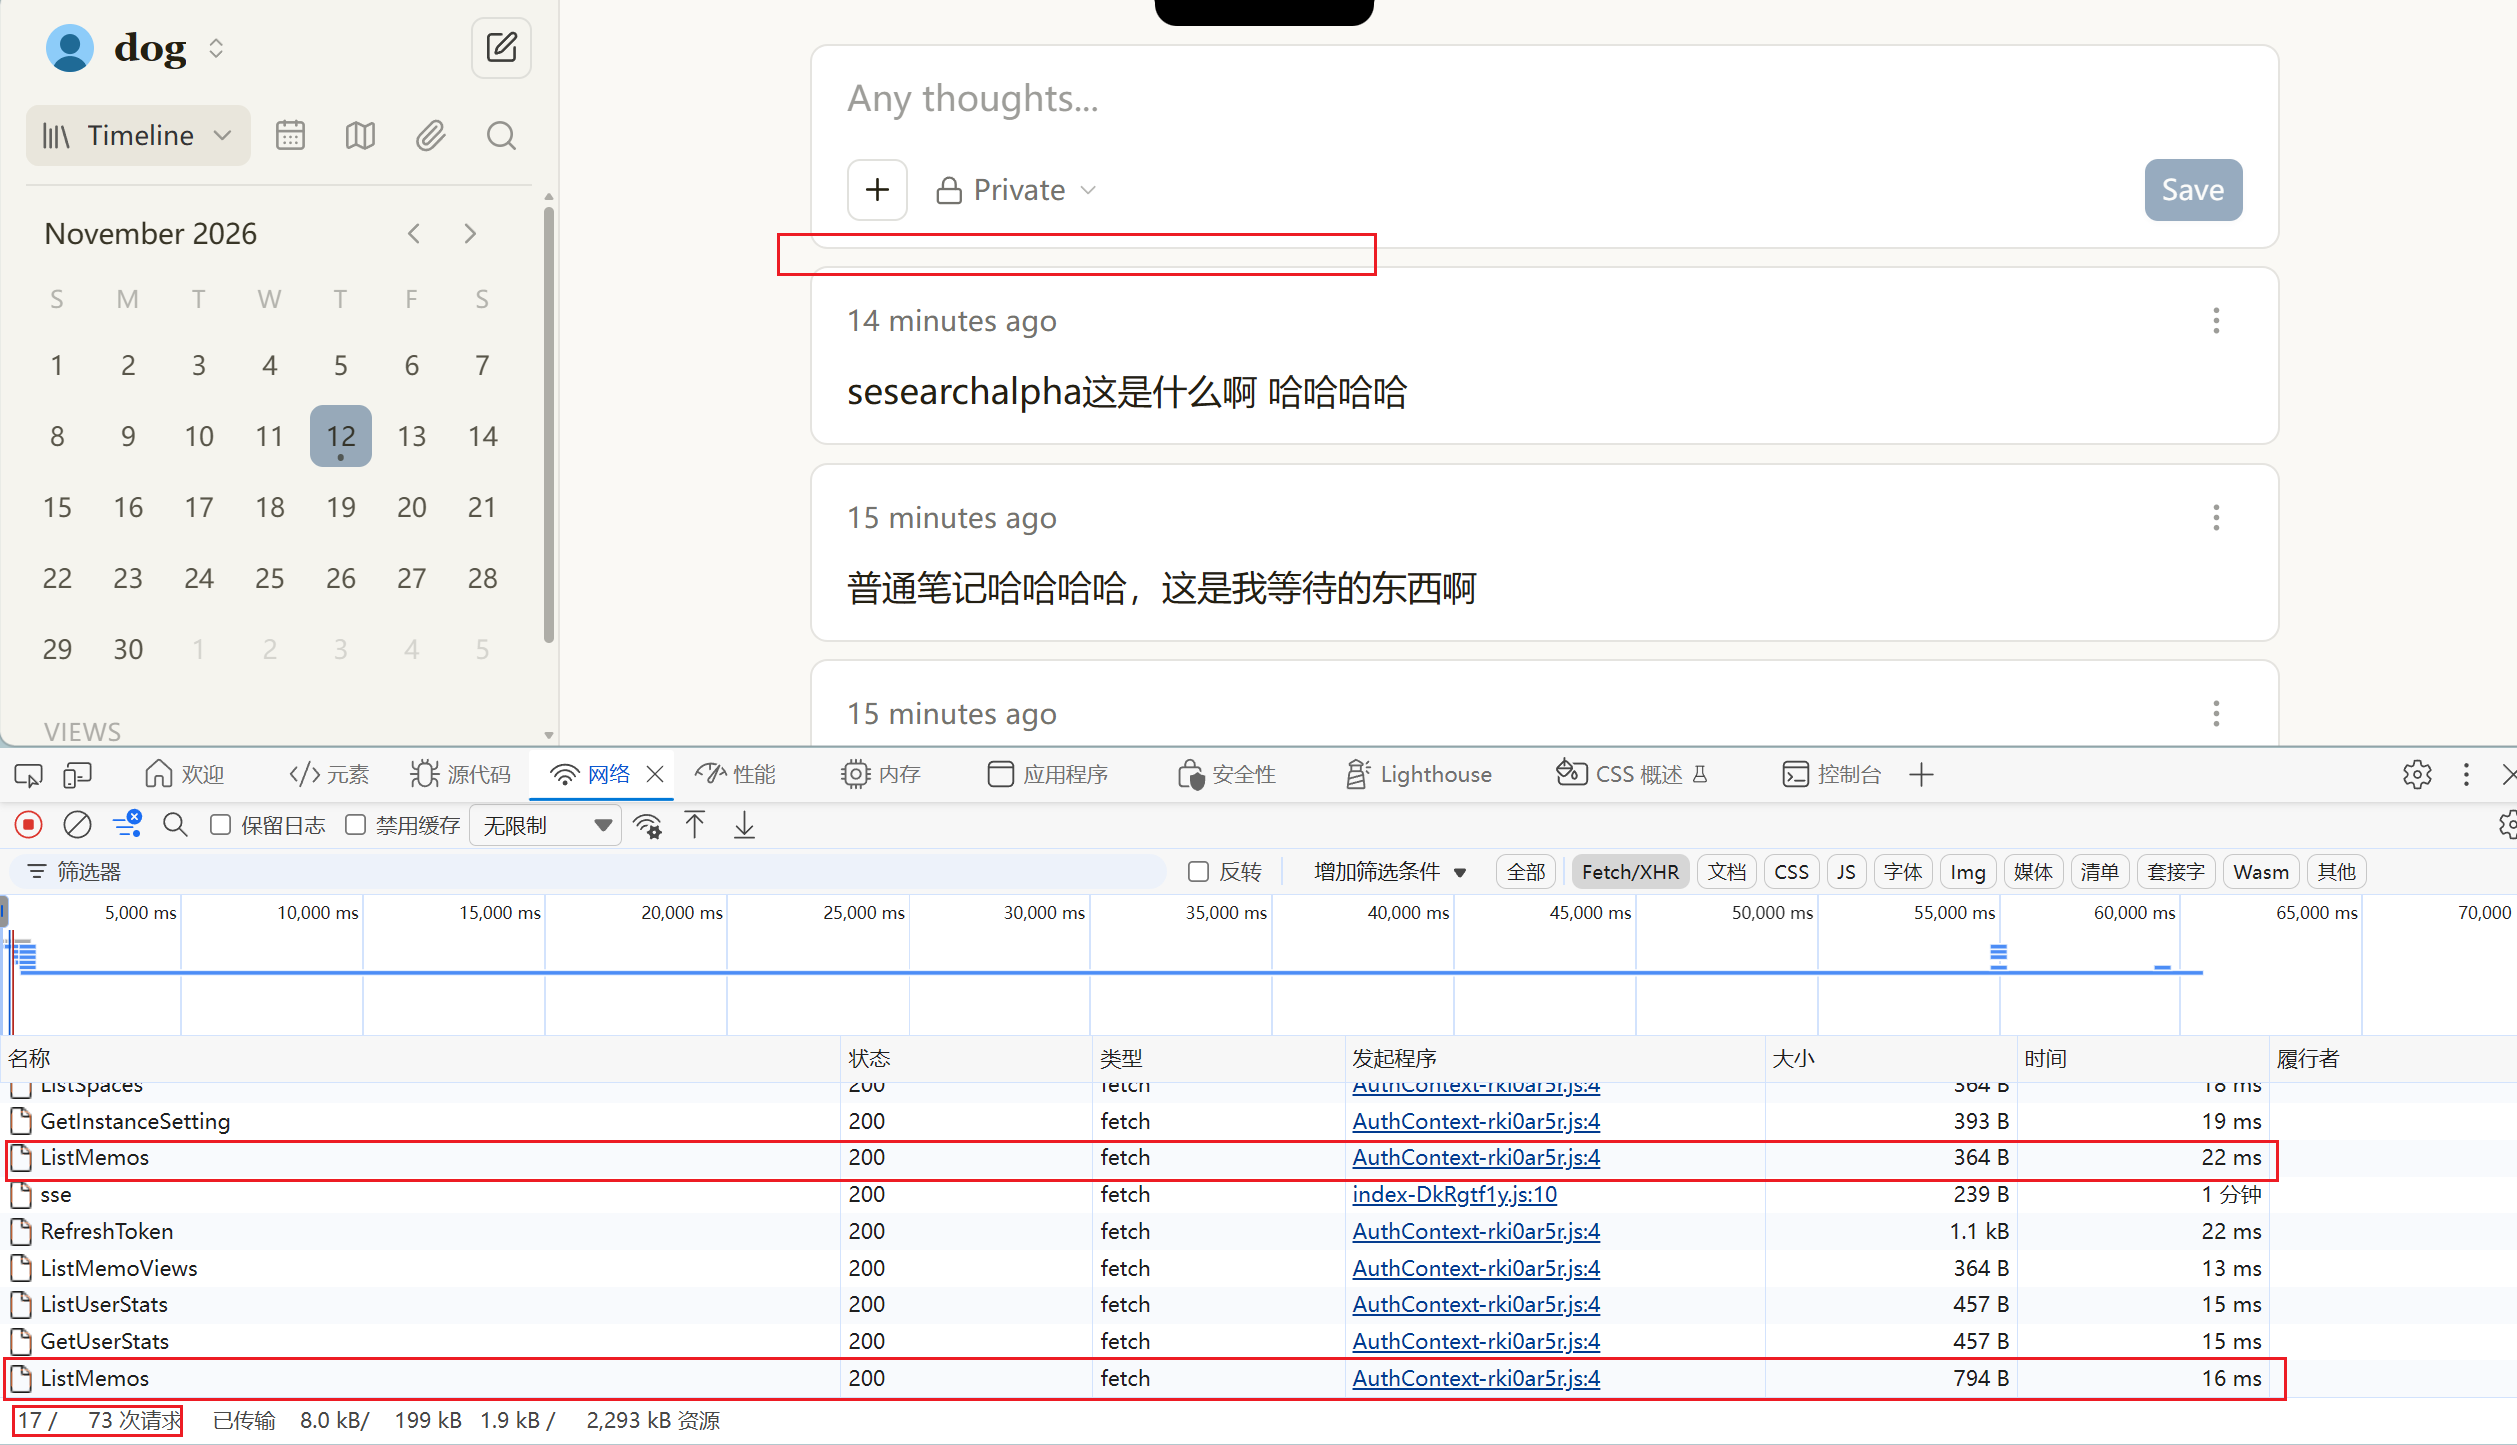 dog
Timeline
November 2026
S M T W T F S
1 2 3 4 5 6 7
8 9 10 11 12 13 14
15 16 17 18 19 20 21
22 23 24 25 26 27 28
29 30 1 2 3 4 5
VIEWS
Any thoughts...
Private
Save
14 minutes ago
sesearchalpha这是什么啊 哈哈哈哈
15 minutes ago
普通笔记哈哈哈哈，这是我等待的东西啊
15 minutes ago
欢迎 元素 源代码 网络 性能 内存 应用程序 安全性 Lighthouse CSS 概述 控制台
保留日志 禁用缓存 无限制
筛选器 反转 增加筛选条件 全部 Fetch/XHR 文档 CSS JS 字体 Img 媒体 清单 套接字 Wasm 其他
5,000 ms 10,000 ms 15,000 ms 20,000 ms 25,000 ms 30,000 ms 35,000 ms 40,000 ms 45,000 ms 50,000 ms 55,000 ms 60,000 ms 65,000 ms 70,000
名称 状态 类型 发起程序 大小 时间 履行者
ListSpaces 200 fetch AuthContext-rki0ar5r.js:4 364 B 18 ms
GetInstanceSetting 200 fetch AuthContext-rki0ar5r.js:4 393 B 19 ms
ListMemos 200 fetch AuthContext-rki0ar5r.js:4 364 B 22 ms
sse 200 fetch index-DkRgtf1y.js:10 239 B 1 分钟
RefreshToken 200 fetch AuthContext-rki0ar5r.js:4 1.1 kB 22 ms
ListMemoViews 200 fetch AuthContext-rki0ar5r.js:4 364 B 13 ms
ListUserStats 200 fetch AuthContext-rki0ar5r.js:4 457 B 15 ms
GetUserStats 200 fetch AuthContext-rki0ar5r.js:4 457 B 15 ms
ListMemos 200 fetch AuthContext-rki0ar5r.js:4 794 B 16 ms
17 / 73 次请求 已传输 8.0 kB/ 199 kB 1.9 kB / 2,293 kB 资源